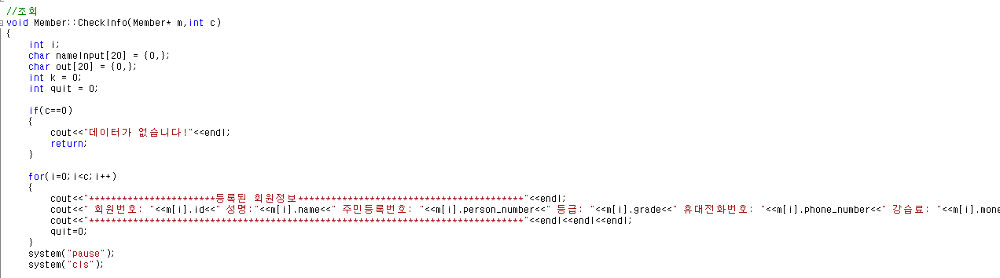 //조회
void Member::CheckInfo(Member* m,int c)
{
    int i;
    char nameInput[20] = {0,};
    char out[20] = {0,};
    int k = 0;
    int quit = 0;
    if(c==0)
    {
        cout<<"데이터가 없습니다!"<<endl;
        return;
    }
    for(i=0;i<c;i++)
    {
        cout<<"***********************등록된 회원정보*****************************************"<<endl;
        cout<<" 회원번호: "<<m[i].id<<" 성명:"<<m[i].name<<" 주민등록번호: "<<m[i].person_number<<" 등급: "<<m[i].grade<<" 휴대전화번호: "<<m[i].phone_number<<" 강습료: "<<m[i].mone
        cout<<"*******************************************************************************"<<endl<<endl<<endl;
        quit=0;
    }
    system("pause");
    system("cls");